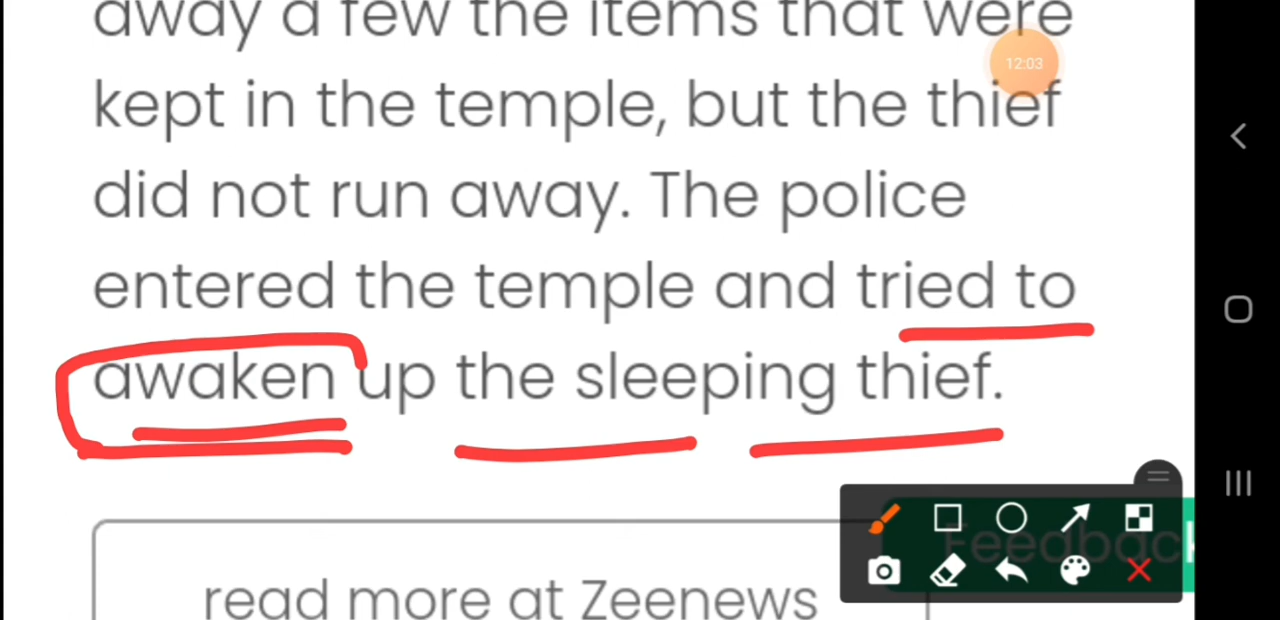 away a few the items that were
12:03
kept in the temple, but the thief
did not run away. The police
entered the temple and tried to
awaken up the sleeping thief.
Feedback
read more at Zeenews